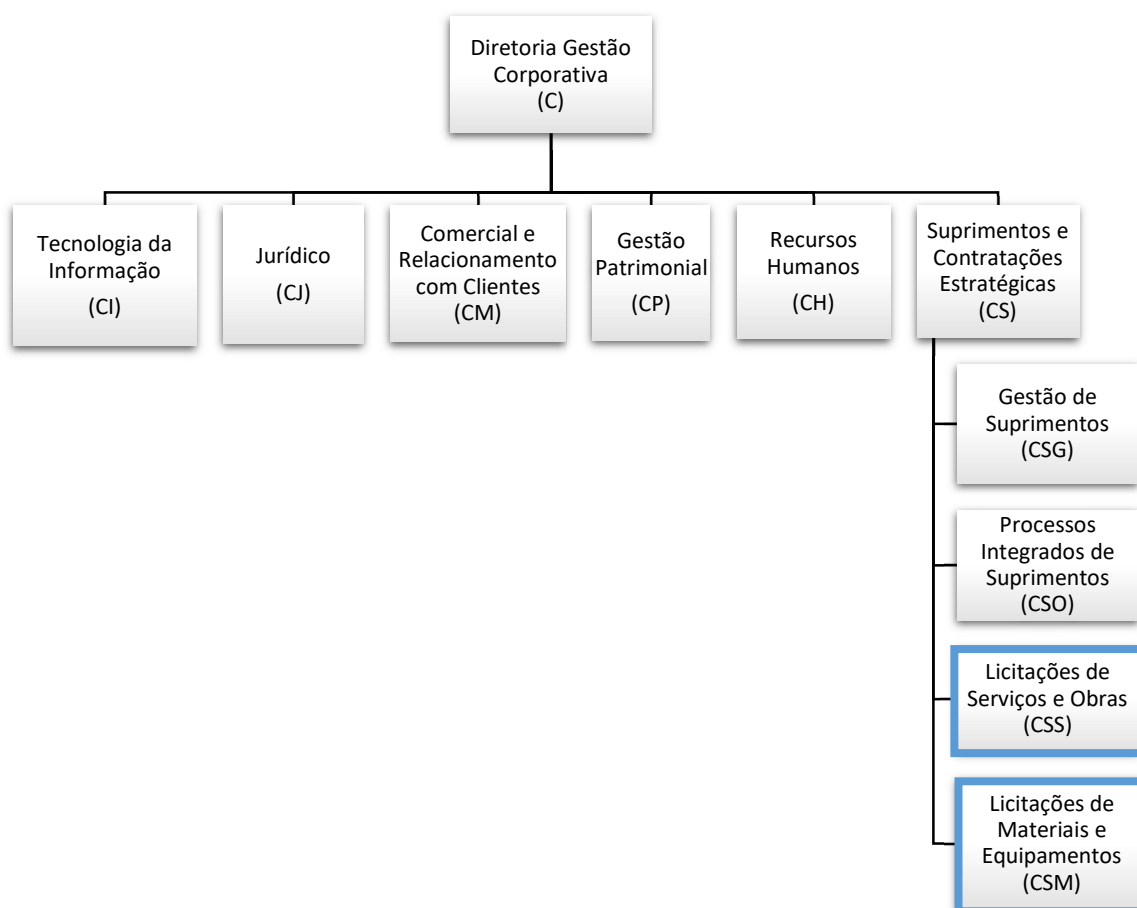 Diretoria Gestão
Corporativa
(C)
Tecnologia da
Informação
(CI)
Jurídico
(CJ)
Comercial e
Relacionamento
com Clientes
(CM)
Gestão
Patrimonial
(CP)
Recursos
Humanos
(CH)
Suprimentos e
Contratações
Estratégicas
(CS)
Gestão de
Suprimentos
(CSG)
Processos
Integrados de
Suprimentos
(CSO)
Licitações de
Serviços e Obras
(CSS)
Licitações de
Materiais e
Equipamentos
(CSM)